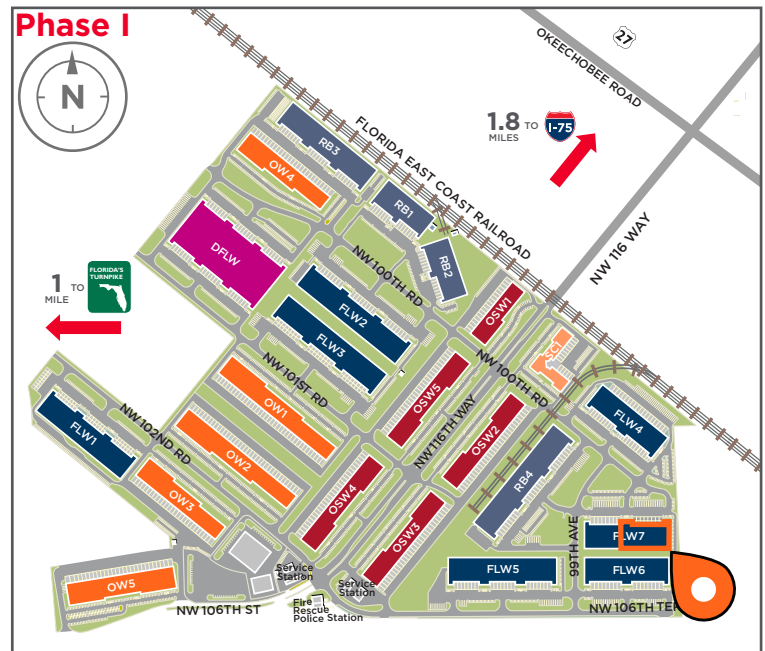 Phase I
N
27
OKEECHOBEE ROAD
1.8 TO
MILES
I-75
FLORIDA EAST COAST RAILROAD
NW 116 WAY
RB3
OW4
RB1
RB2
DFLW
NW 100TH RD
1 TO
MILE
FLORIDA'S
TURNPIKE
OSW1
FLW2
FLW3
SC1
NW 100TH RD
NW 101ST RD
OSW5
OW1
NW 116TH WAY
OSW2
FLW4
FLW1
NW 102ND RD
OW2
RB4
OW3
OSW4
OSW3
99TH AVE
FLW7
FLW5
FLW6
Service
Station
Service
Station
OW5
NW 106TH ST
Fire
Rescue
Police Station
NW 106TH TER